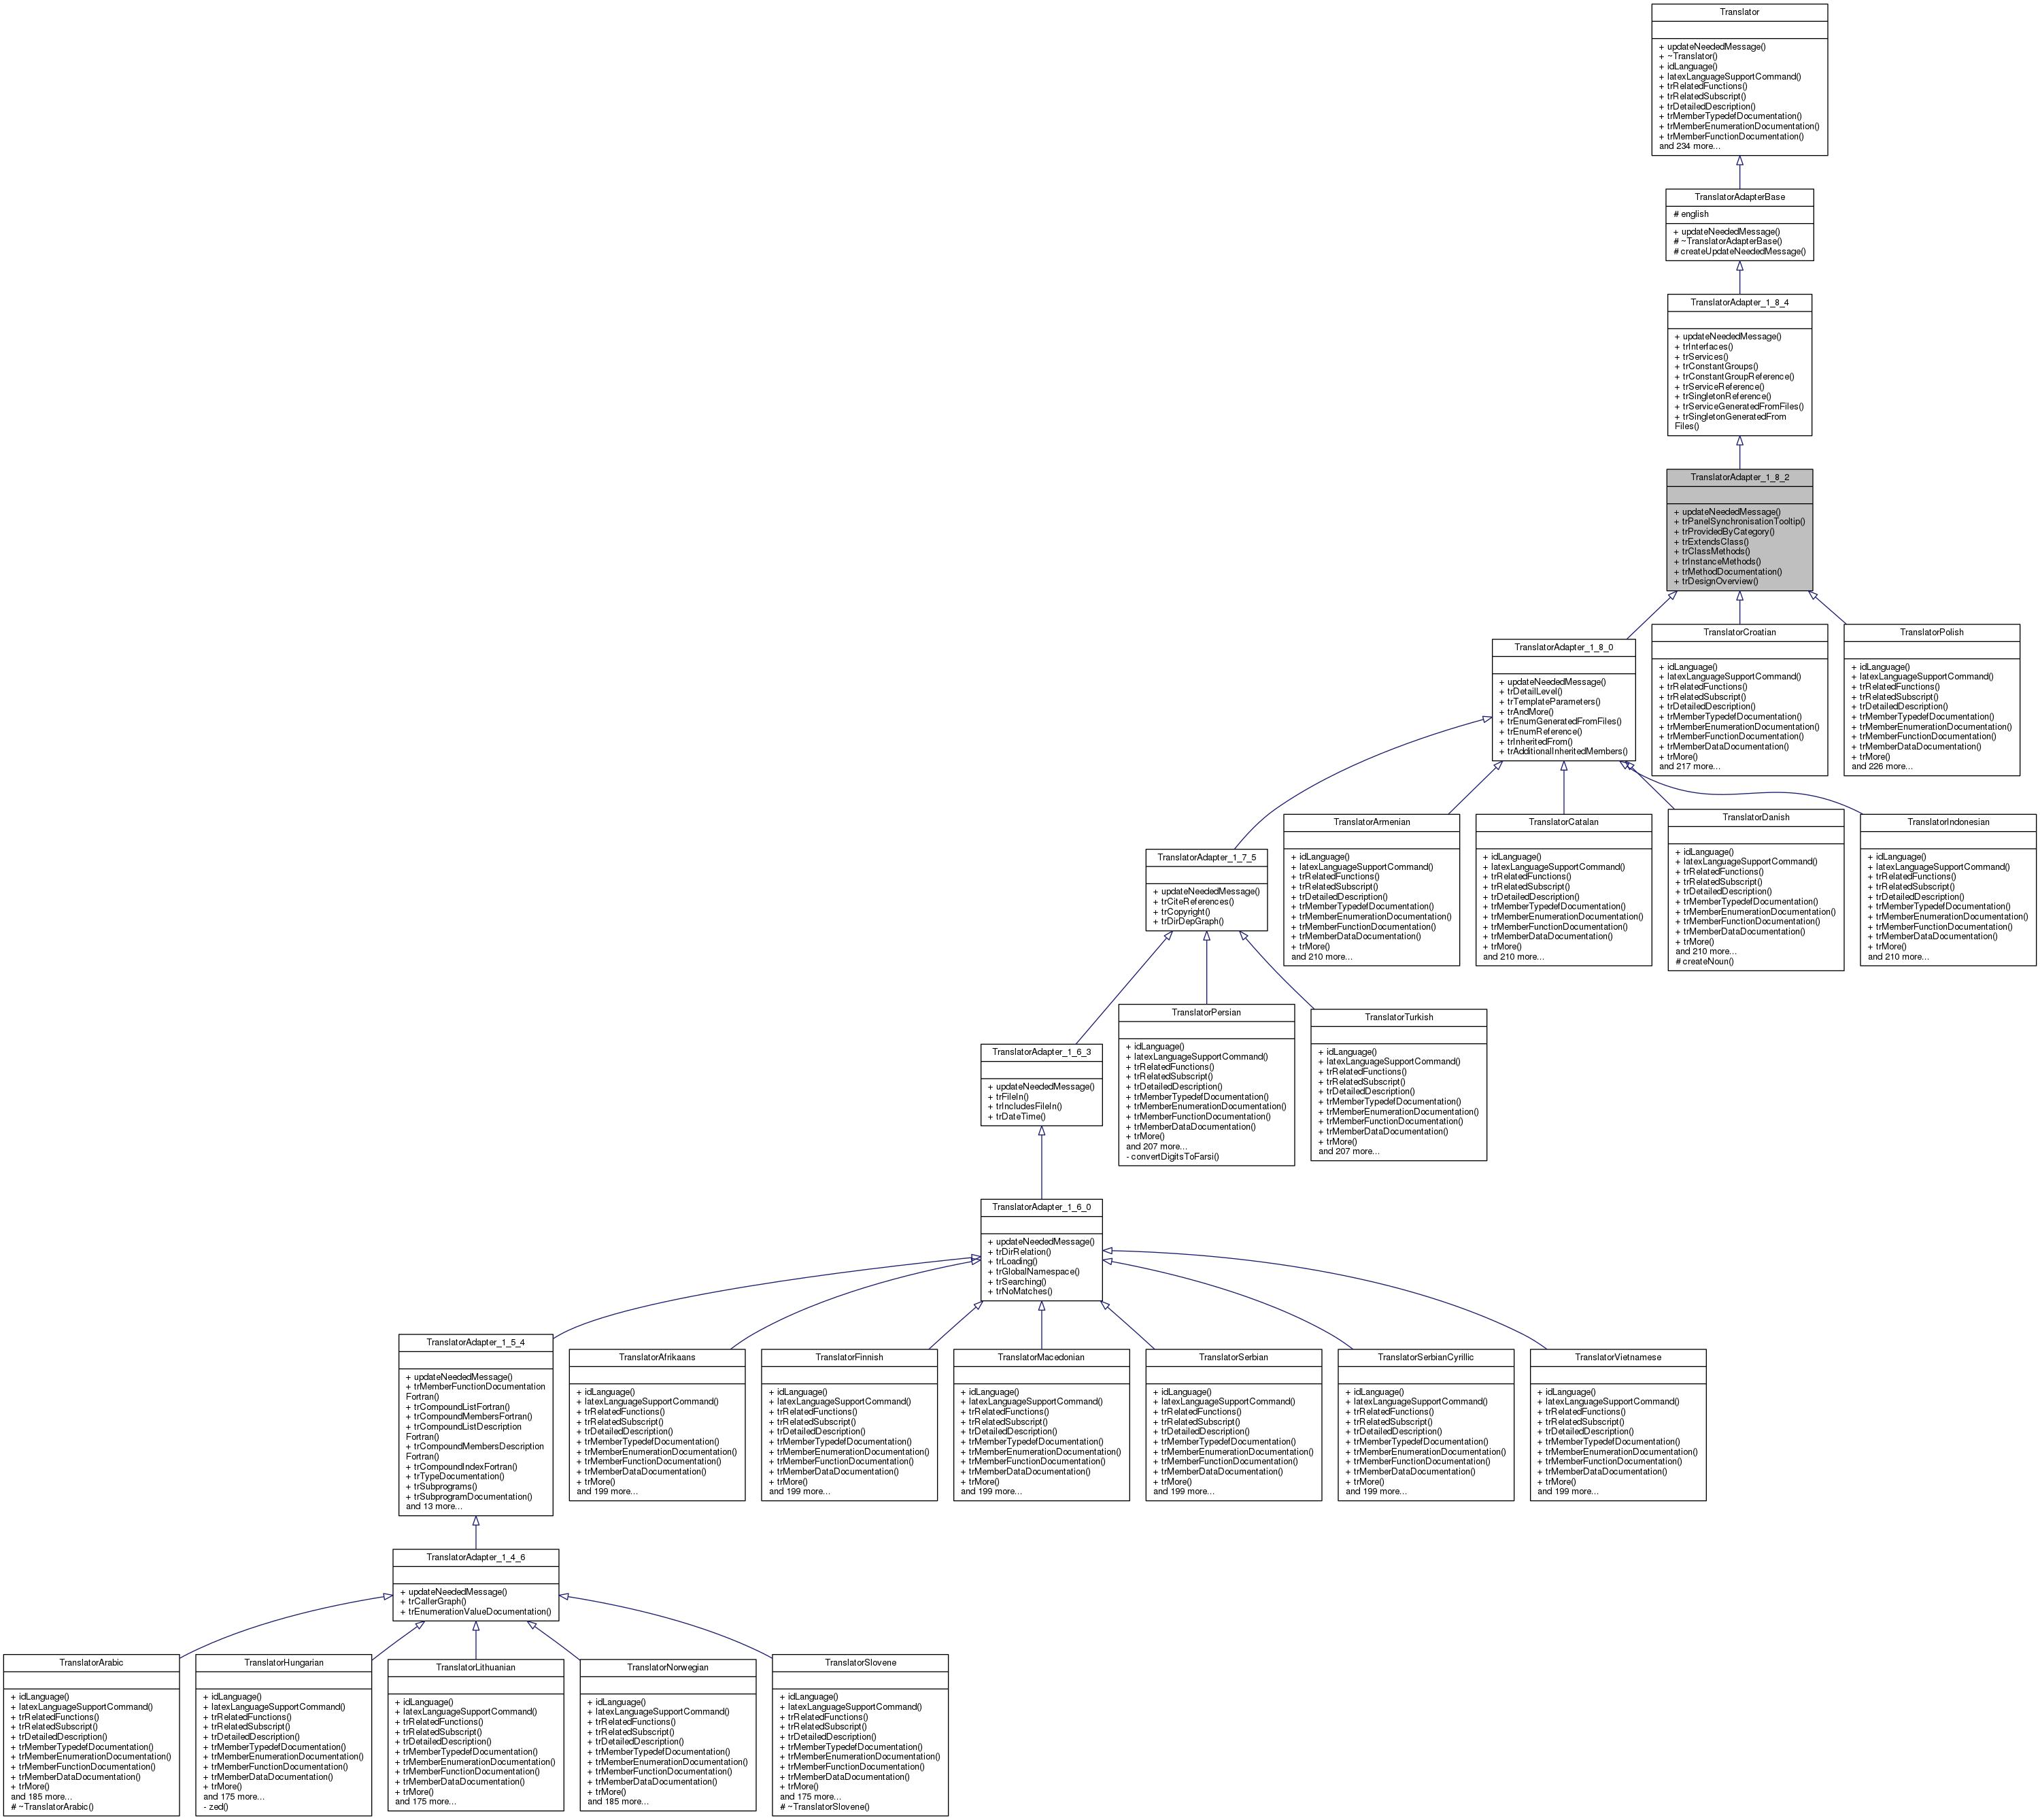 Translator
+ updateNeededMessage()
+ ~Translator()
+ idLanguage()
+ latexLanguageSupportCommand()
+ trRelatedFunctions()
+ trRelatedSubscript()
+ trDetailedDescription()
+ trMemberTypedefDocumentation()
+ trMemberEnumerationDocumentation()
+ trMemberFunctionDocumentation()
and 234 more...
TranslatorAdapterBase
# english
+ updateNeededMessage()
# ~TranslatorAdapterBase()
# createUpdateNeededMessage()
TranslatorAdapter_1_8_4
+ updateNeededMessage()
+ trInterfaces()
+ trServices()
+ trConstantGroups()
+ trConstantGroupReference()
+ trServiceReference()
+ trSingletonReference()
+ trServiceGeneratedFromFiles()
+ trSingletonGeneratedFrom
Files()
TranslatorAdapter_1_8_2
+ updateNeededMessage()
+ trPanelSynchronisationTooltip()
+ trProvidedByCategory()
+ trExtendsClass()
+ trClassMethods()
+ trInstanceMethods()
+ trMethodDocumentation()
+ trDesignOverview()
TranslatorAdapter_1_8_0
+ updateNeededMessage()
+ trDetailLevel()
+ trTemplateParameters()
+ trAndMore()
+ trEnumGeneratedFromFiles()
+ trEnumReference()
+ trInheritedFrom()
+ trAdditionalInheritedMembers()
TranslatorCroatian
+ idLanguage()
+ latexLanguageSupportCommand()
+ trRelatedFunctions()
+ trRelatedSubscript()
+ trDetailedDescription()
+ trMemberTypedefDocumentation()
+ trMemberEnumerationDocumentation()
+ trMemberFunctionDocumentation()
+ trMemberDataDocumentation()
+ trMore()
and 217 more...
TranslatorPolish
+ idLanguage()
+ latexLanguageSupportCommand()
+ trRelatedFunctions()
+ trRelatedSubscript()
+ trDetailedDescription()
+ trMemberTypedefDocumentation()
+ trMemberEnumerationDocumentation()
+ trMemberFunctionDocumentation()
+ trMemberDataDocumentation()
+ trMore()
and 226 more...
TranslatorAdapter_1_7_5
+ updateNeededMessage()
+ trCiteReferences()
+ trCopyright()
+ trDirDepGraph()
TranslatorArmenian
+ idLanguage()
+ latexLanguageSupportCommand()
+ trRelatedFunctions()
+ trRelatedSubscript()
+ trDetailedDescription()
+ trMemberTypedefDocumentation()
+ trMemberEnumerationDocumentation()
+ trMemberFunctionDocumentation()
+ trMemberDataDocumentation()
+ trMore()
and 210 more...
TranslatorCatalan
+ idLanguage()
+ latexLanguageSupportCommand()
+ trRelatedFunctions()
+ trRelatedSubscript()
+ trDetailedDescription()
+ trMemberTypedefDocumentation()
+ trMemberEnumerationDocumentation()
+ trMemberFunctionDocumentation()
+ trMemberDataDocumentation()
+ trMore()
and 210 more...
TranslatorDanish
+ idLanguage()
+ latexLanguageSupportCommand()
+ trRelatedFunctions()
+ trRelatedSubscript()
+ trDetailedDescription()
+ trMemberTypedefDocumentation()
+ trMemberEnumerationDocumentation()
+ trMemberFunctionDocumentation()
+ trMemberDataDocumentation()
+ trMore()
and 210 more...
# createNoun()
TranslatorIndonesian
+ idLanguage()
+ latexLanguageSupportCommand()
+ trRelatedFunctions()
+ trRelatedSubscript()
+ trDetailedDescription()
+ trMemberTypedefDocumentation()
+ trMemberEnumerationDocumentation()
+ trMemberFunctionDocumentation()
+ trMemberDataDocumentation()
+ trMore()
and 210 more...
TranslatorAdapter_1_6_3
+ updateNeededMessage()
+ trFileIn()
+ trIncludesFileIn()
+ trDateTime()
TranslatorPersian
+ idLanguage()
+ latexLanguageSupportCommand()
+ trRelatedFunctions()
+ trRelatedSubscript()
+ trDetailedDescription()
+ trMemberTypedefDocumentation()
+ trMemberEnumerationDocumentation()
+ trMemberFunctionDocumentation()
+ trMemberDataDocumentation()
+ trMore()
and 207 more...
- convertDigitsToFarsi()
TranslatorTurkish
+ idLanguage()
+ latexLanguageSupportCommand()
+ trRelatedFunctions()
+ trRelatedSubscript()
+ trDetailedDescription()
+ trMemberTypedefDocumentation()
+ trMemberEnumerationDocumentation()
+ trMemberFunctionDocumentation()
+ trMemberDataDocumentation()
+ trMore()
and 207 more...
TranslatorAdapter_1_6_0
+ updateNeededMessage()
+ trDirRelation()
+ trLoading()
+ trGlobalNamespace()
+ trSearching()
+ trNoMatches()
TranslatorAdapter_1_5_4
+ updateNeededMessage()
+ trMemberFunctionDocumentation
Fortran()
+ trCompoundListFortran()
+ trCompoundMembersFortran()
+ trCompoundListDescription
Fortran()
+ trCompoundMembersDescription
Fortran()
+ trCompoundIndexFortran()
+ trTypeDocumentation()
+ trSubprograms()
+ trSubprogramDocumentation()
and 13 more...
TranslatorAfrikaans
+ idLanguage()
+ latexLanguageSupportCommand()
+ trRelatedFunctions()
+ trRelatedSubscript()
+ trDetailedDescription()
+ trMemberTypedefDocumentation()
+ trMemberEnumerationDocumentation()
+ trMemberFunctionDocumentation()
+ trMemberDataDocumentation()
+ trMore()
and 199 more...
TranslatorFinnish
+ idLanguage()
+ latexLanguageSupportCommand()
+ trRelatedFunctions()
+ trRelatedSubscript()
+ trDetailedDescription()
+ trMemberTypedefDocumentation()
+ trMemberEnumerationDocumentation()
+ trMemberFunctionDocumentation()
+ trMemberDataDocumentation()
+ trMore()
and 199 more...
TranslatorMacedonian
+ idLanguage()
+ latexLanguageSupportCommand()
+ trRelatedFunctions()
+ trRelatedSubscript()
+ trDetailedDescription()
+ trMemberTypedefDocumentation()
+ trMemberEnumerationDocumentation()
+ trMemberFunctionDocumentation()
+ trMemberDataDocumentation()
+ trMore()
and 199 more...
TranslatorSerbian
+ idLanguage()
+ latexLanguageSupportCommand()
+ trRelatedFunctions()
+ trRelatedSubscript()
+ trDetailedDescription()
+ trMemberTypedefDocumentation()
+ trMemberEnumerationDocumentation()
+ trMemberFunctionDocumentation()
+ trMemberDataDocumentation()
+ trMore()
and 199 more...
TranslatorSerbianCyrillic
+ idLanguage()
+ latexLanguageSupportCommand()
+ trRelatedFunctions()
+ trRelatedSubscript()
+ trDetailedDescription()
+ trMemberTypedefDocumentation()
+ trMemberEnumerationDocumentation()
+ trMemberFunctionDocumentation()
+ trMemberDataDocumentation()
+ trMore()
and 199 more...
TranslatorVietnamese
+ idLanguage()
+ latexLanguageSupportCommand()
+ trRelatedFunctions()
+ trRelatedSubscript()
+ trDetailedDescription()
+ trMemberTypedefDocumentation()
+ trMemberEnumerationDocumentation()
+ trMemberFunctionDocumentation()
+ trMemberDataDocumentation()
+ trMore()
and 199 more...
TranslatorAdapter_1_4_6
+ updateNeededMessage()
+ trCallerGraph()
+ trEnumerationValueDocumentation()
TranslatorArabic
+ idLanguage()
+ latexLanguageSupportCommand()
+ trRelatedFunctions()
+ trRelatedSubscript()
+ trDetailedDescription()
+ trMemberTypedefDocumentation()
+ trMemberEnumerationDocumentation()
+ trMemberFunctionDocumentation()
+ trMemberDataDocumentation()
+ trMore()
and 185 more...
# ~TranslatorArabic()
TranslatorHungarian
+ idLanguage()
+ latexLanguageSupportCommand()
+ trRelatedFunctions()
+ trRelatedSubscript()
+ trDetailedDescription()
+ trMemberTypedefDocumentation()
+ trMemberEnumerationDocumentation()
+ trMemberFunctionDocumentation()
+ trMemberDataDocumentation()
+ trMore()
and 175 more...
- zed()
TranslatorLithuanian
+ idLanguage()
+ latexLanguageSupportCommand()
+ trRelatedFunctions()
+ trRelatedSubscript()
+ trDetailedDescription()
+ trMemberTypedefDocumentation()
+ trMemberEnumerationDocumentation()
+ trMemberFunctionDocumentation()
+ trMemberDataDocumentation()
+ trMore()
and 175 more...
TranslatorNorwegian
+ idLanguage()
+ latexLanguageSupportCommand()
+ trRelatedFunctions()
+ trRelatedSubscript()
+ trDetailedDescription()
+ trMemberTypedefDocumentation()
+ trMemberEnumerationDocumentation()
+ trMemberFunctionDocumentation()
+ trMemberDataDocumentation()
+ trMore()
and 185 more...
TranslatorSlovene
+ idLanguage()
+ latexLanguageSupportCommand()
+ trRelatedFunctions()
+ trRelatedSubscript()
+ trDetailedDescription()
+ trMemberTypedefDocumentation()
+ trMemberEnumerationDocumentation()
+ trMemberFunctionDocumentation()
+ trMemberDataDocumentation()
+ trMore()
and 175 more...
# ~TranslatorSlovene()